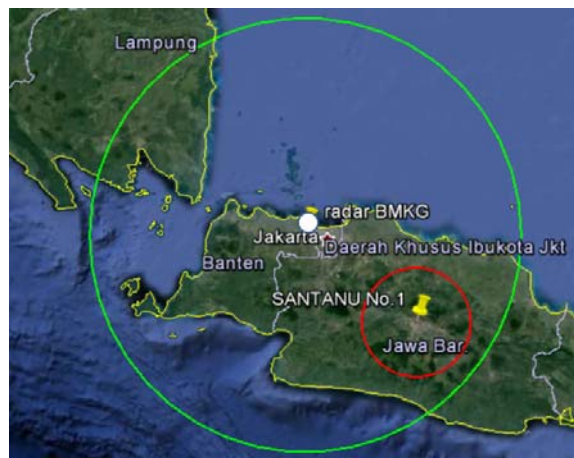 Lampung
radar BMKG
Jakarta
Daerah Khusus Ibukota Jkt
Banten
SANTANU No.1
Jawa Bar.